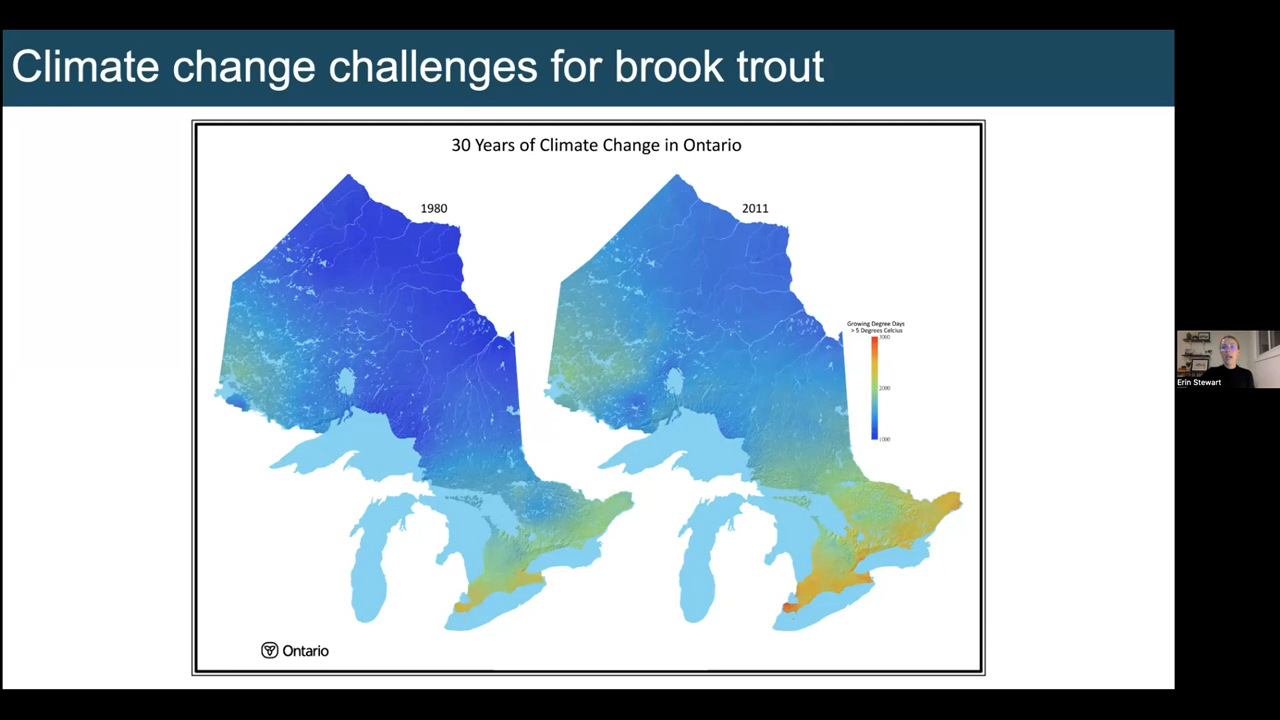 Climate change challenges for brook trout
30 Years of Climate Change in Ontario
1980
2011
Growing Degree Days
> 5 Degrees Celcius
3000
2000
1000
Erin Stewart
Ontario